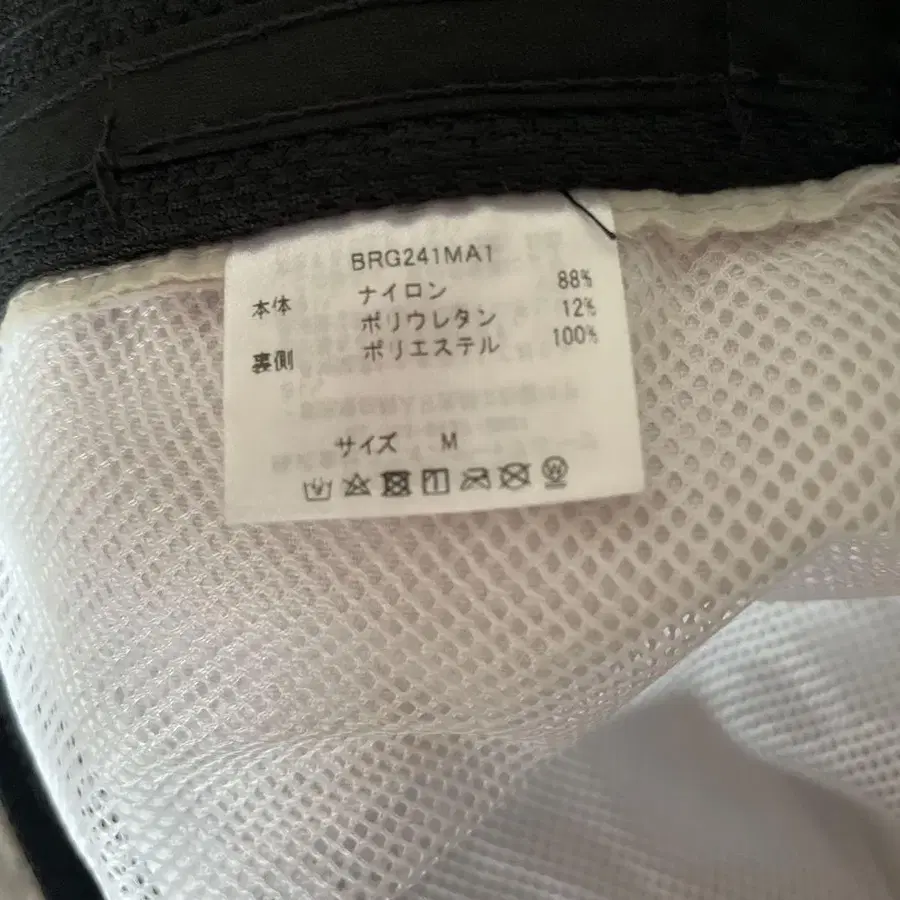 BRG241MA1
本体 ナイロン 88%
ポリウレタン 12%
裏側 ポリエステル 100%
サイズ M